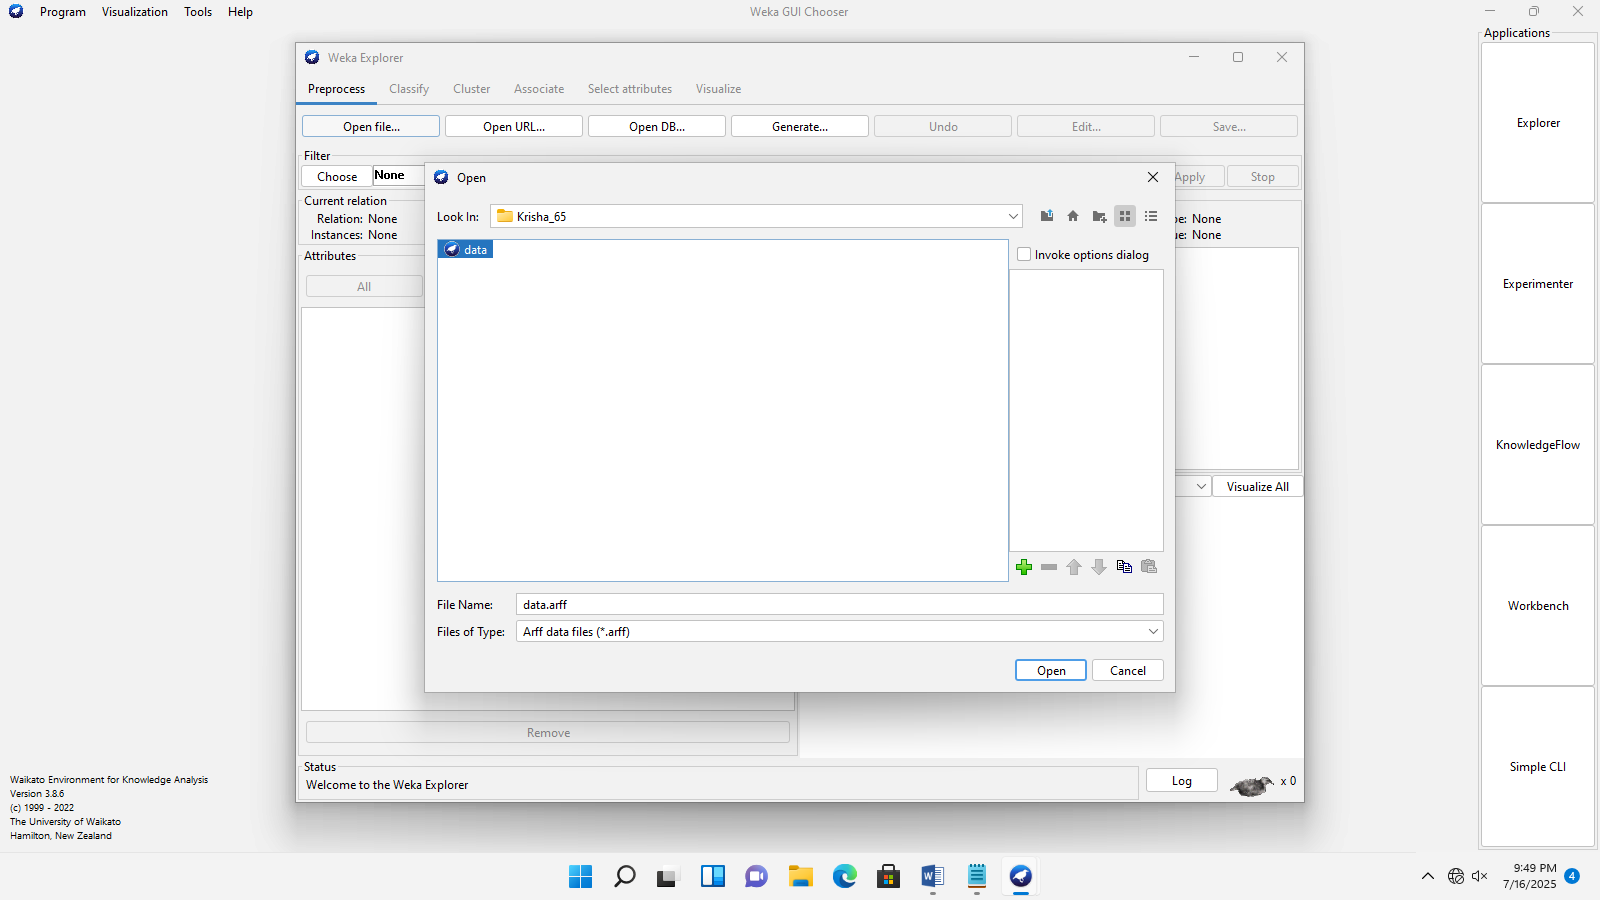 Program Visualization Tools Help Weka GUI Chooser
Applications
Weka Explorer
Preprocess Classify Cluster Associate Select attributes Visualize
Open file... Open URL... Open DB... Generate... Undo Edit... Save...
Filter
Choose None Apply Stop
Current relation
Relation: None
Instances: None
pe: None
ue: None
Attributes
All
Open
Look In: Krisha_65
data
Invoke options dialog
File Name: data.arff
Files of Type: Arff data files (*.arff)
Open Cancel
Visualize All
Remove
Status
Welcome to the Weka Explorer
Log x 0
Explorer
Experimenter
KnowledgeFlow
Workbench
Simple CLI
Waikato Environment for Knowledge Analysis
Version 3.8.6
(c) 1999 - 2022
The University of Waikato
Hamilton, New Zealand
9:49 PM
7/16/2025
4